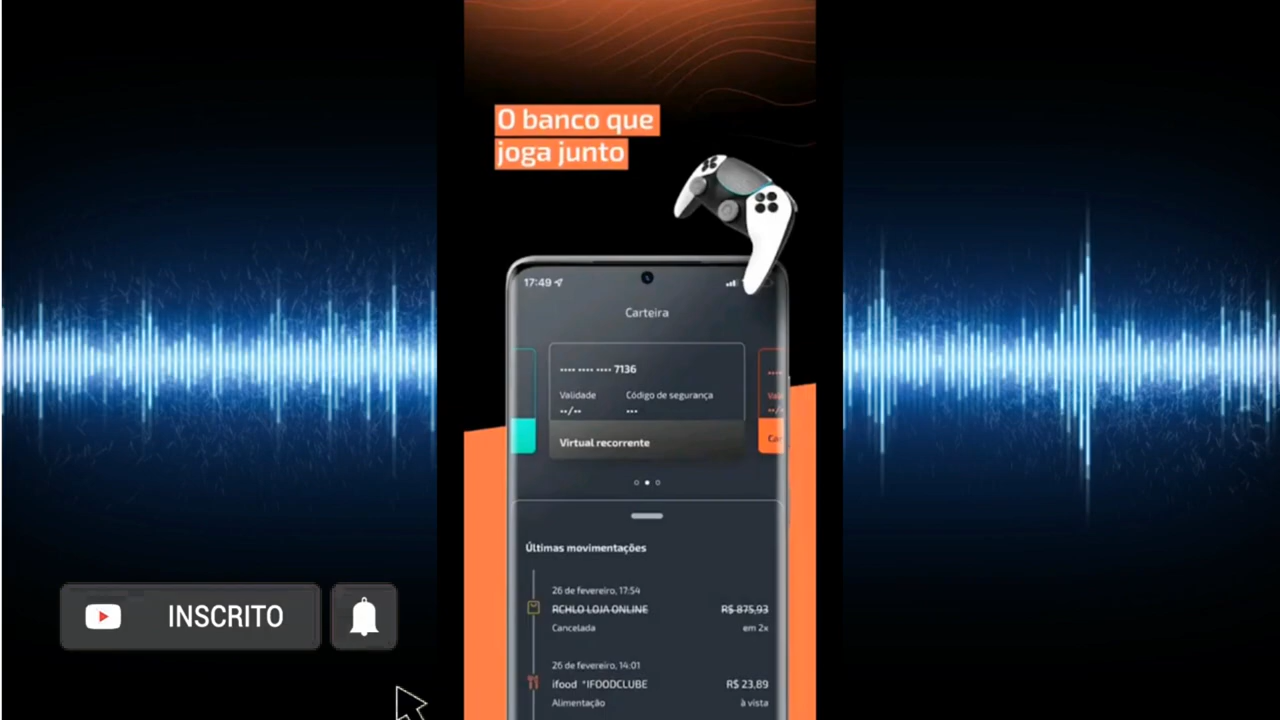 O banco que
joga junto
17:49
Carteira
•••• •••• •••• 7136
Validade Código de segurança
••/•• •••
Virtual recorrente
Últimas movimentações
26 de fevereiro, 17:54
RCHLO LOJA ONLINE R$ 875,93
Cancelada em 2x
26 de fevereiro, 14:01
ifood *IFOODCLUBE R$ 23,89
Alimentação à vista
INSCRITO